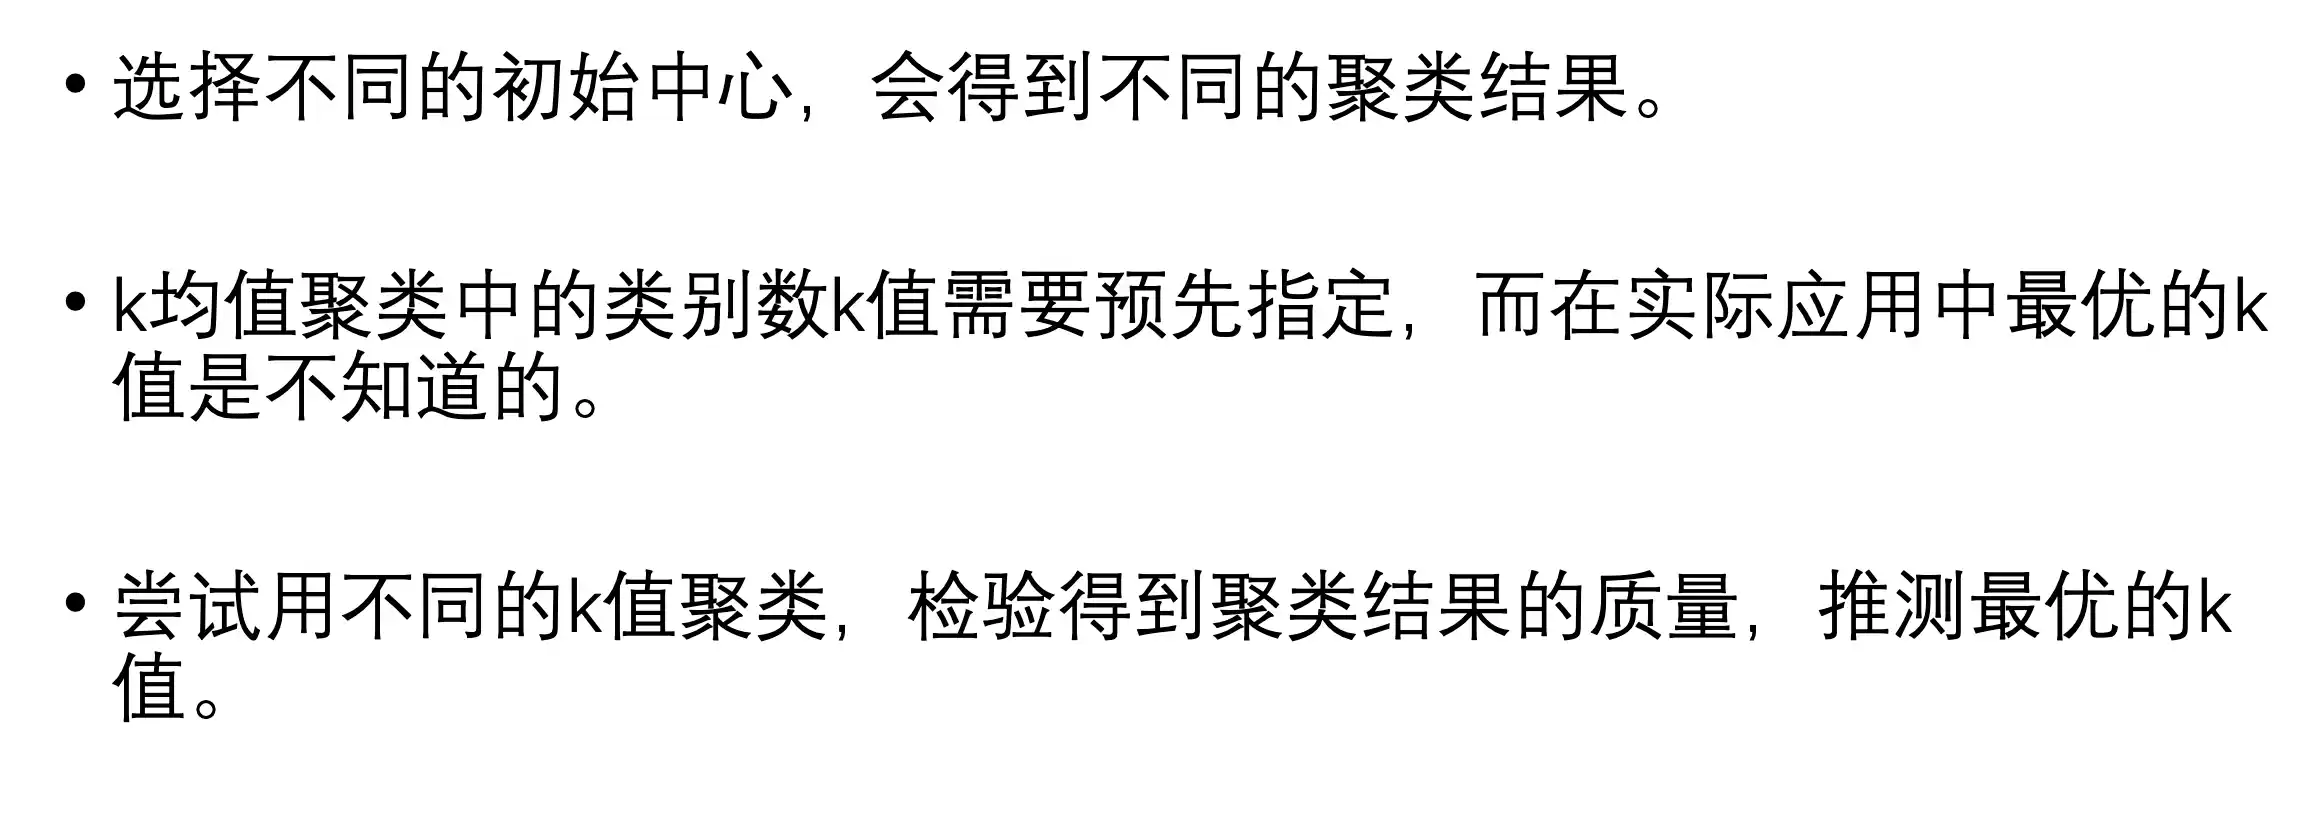 • 选择不同的初始中心，会得到不同的聚类结果。
• k均值聚类中的类别数k值需要预先指定，而在实际应用中最优的k
值是不知道的。
• 尝试用不同的k值聚类，检验得到聚类结果的质量，推测最优的k
值。